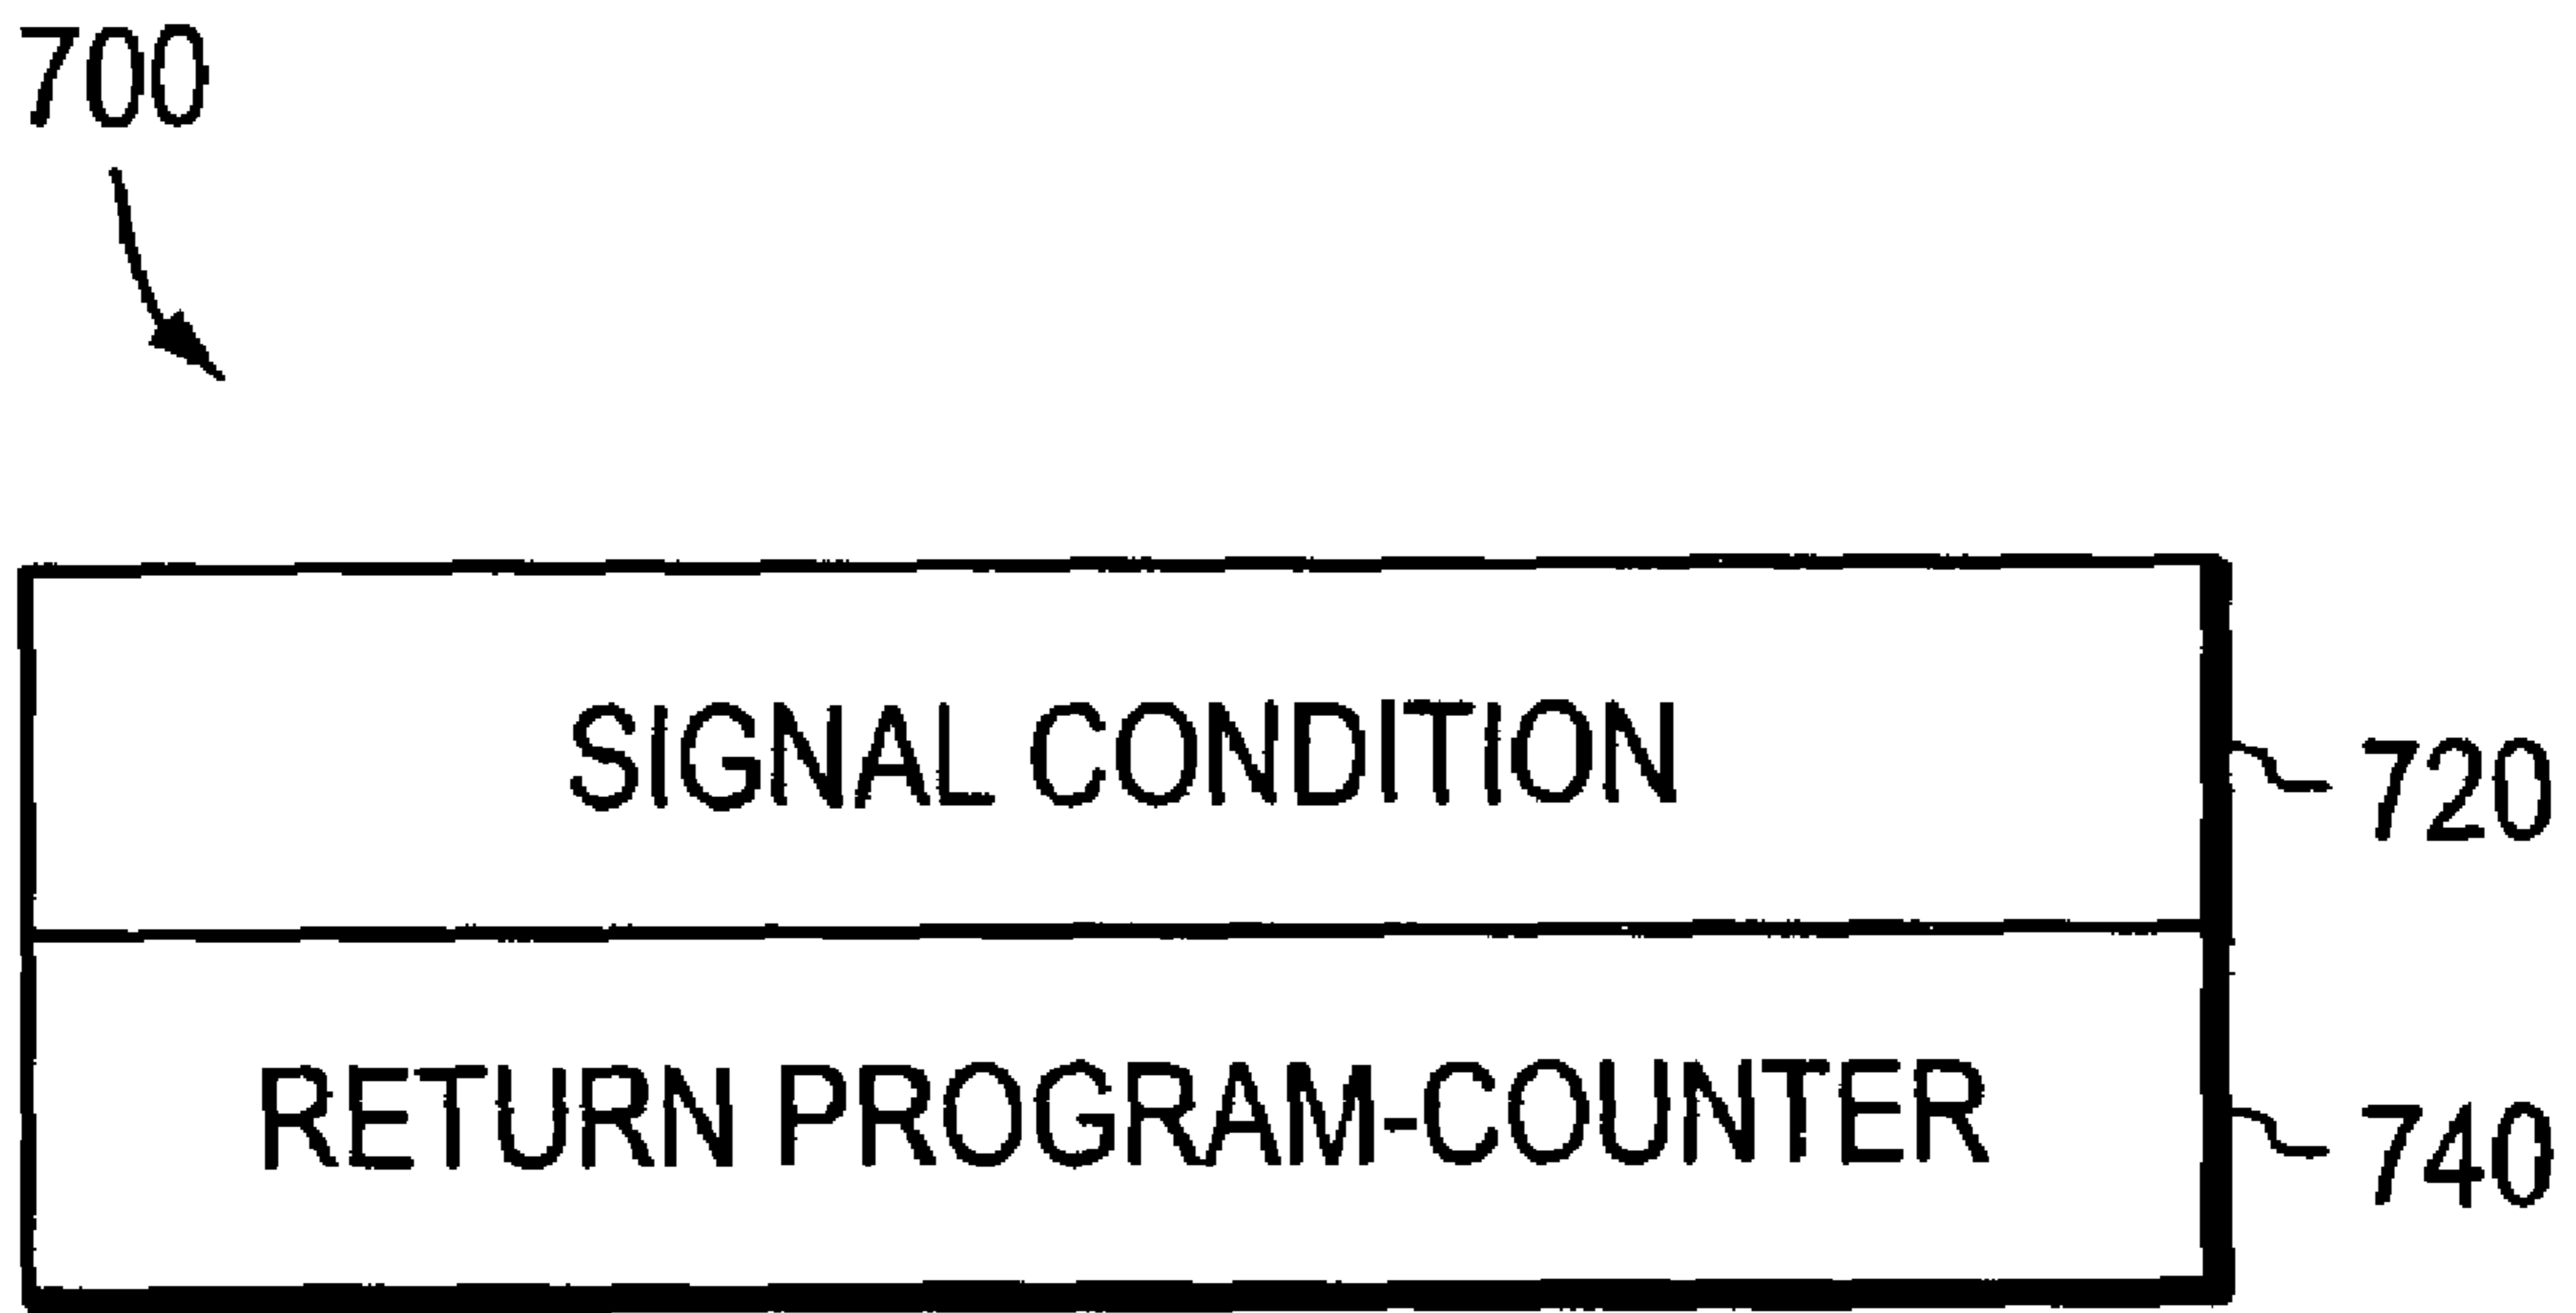 700
SIGNAL CONDITION
720
RETURN PROGRAM-COUNTER
740